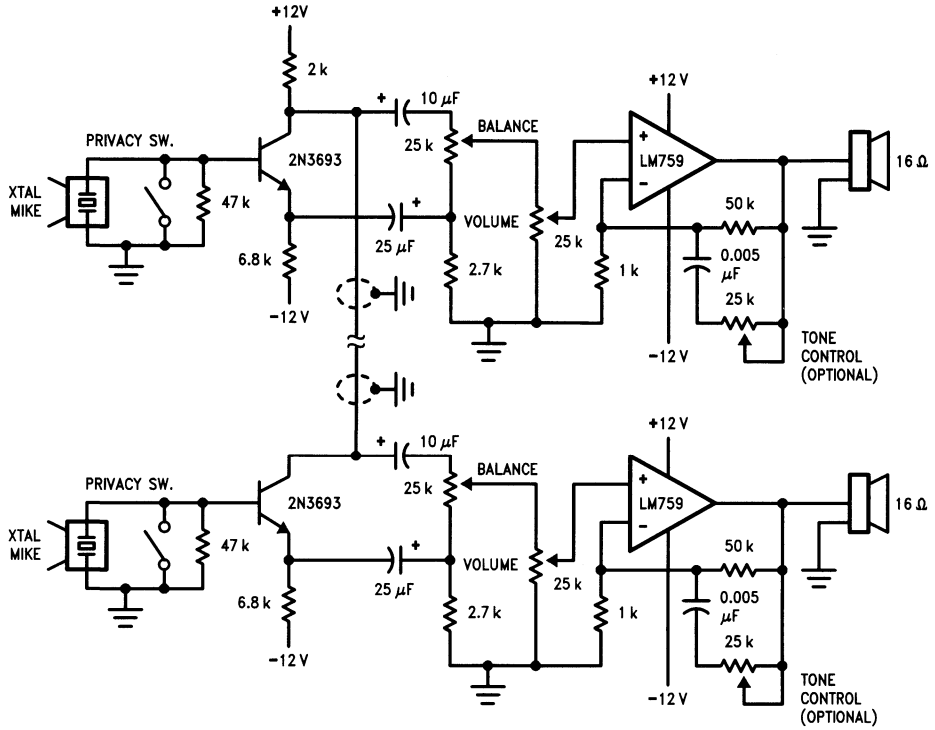 +12V
2 k
+
10 µF
PRIVACY SW.
XTAL
MIKE
47 k
2N3693
6.8 k
-12 V
25 k
BALANCE
+
25 µF
VOLUME
25 k
2.7 k
+12 V
+
LM759
-
-12 V
1 k
50 k
0.005
µF
25 k
16 Ω
TONE
CONTROL
(OPTIONAL)
+
10 µF
PRIVACY SW.
XTAL
MIKE
47 k
2N3693
6.8 k
-12 V
25 k
BALANCE
+
25 µF
VOLUME
25 k
2.7 k
+12 V
+
LM759
-
-12 V
1 k
50 k
0.005
µF
25 k
16 Ω
TONE
CONTROL
(OPTIONAL)